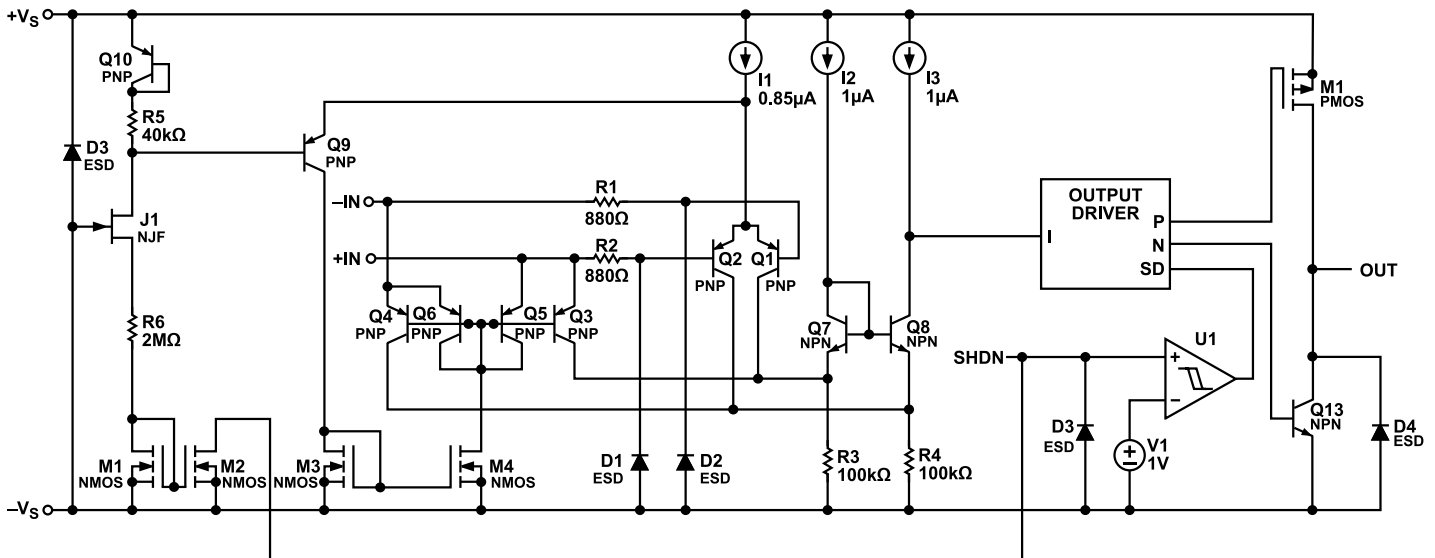 +VS
Q10
PNP
R5
40kΩ
D3
ESD
J1
NJF
R6
2MΩ
M1
NMOS
M2
NMOS
–VS
Q9
PNP
–IN
+IN
R1
880Ω
R2
880Ω
Q4
PNP
Q6
PNP
Q5
PNP
Q3
PNP
M3
NMOS
M4
NMOS
D1
ESD
D2
ESD
I1
0.85µA
I2
1µA
I3
1µA
Q2
PNP
Q1
PNP
Q7
NPN
Q8
NPN
R3
100kΩ
R4
100kΩ
OUTPUT
DRIVER
I
P
N
SD
M1
PMOS
OUT
SHDN
U1
+
–
D3
ESD
V1
1V
Q13
NPN
D4
ESD